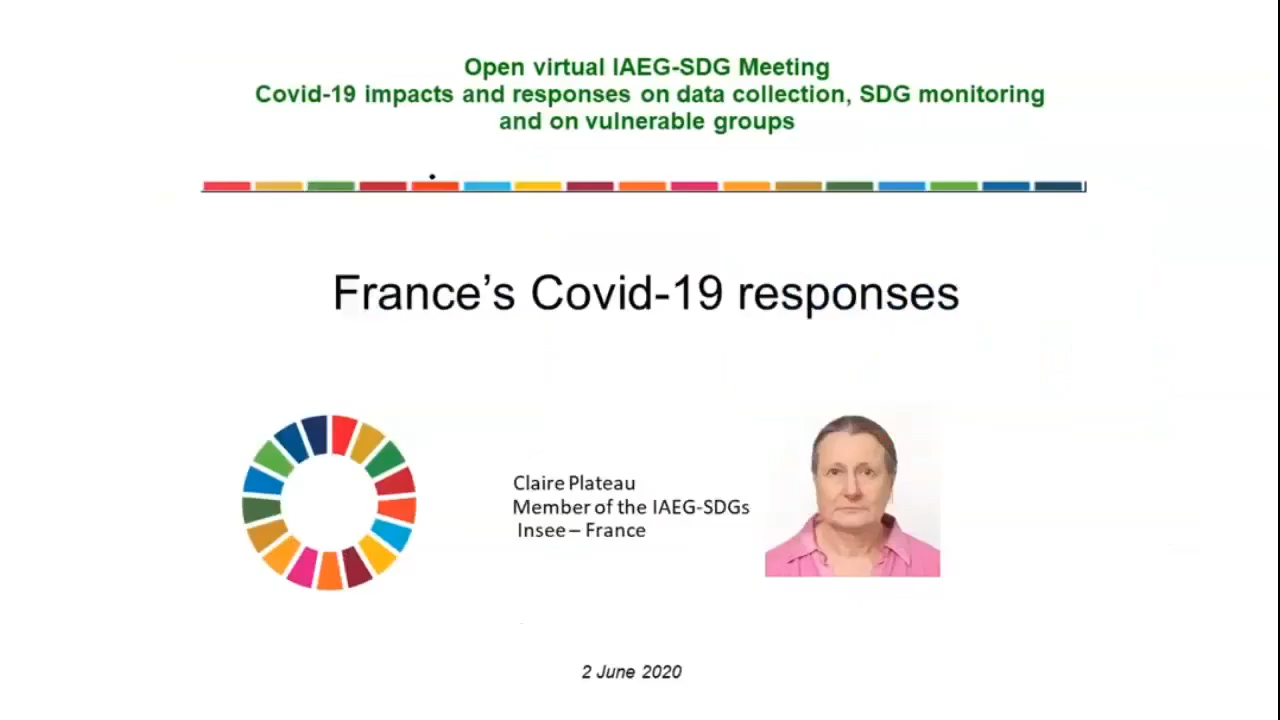 Open virtual IAEG-SDG Meeting
Covid-19 impacts and responses on data collection, SDG monitoring
and on vulnerable groups
France’s Covid-19 responses
Claire Plateau
Member of the IAEG-SDGs
Insee – France
2 June 2020